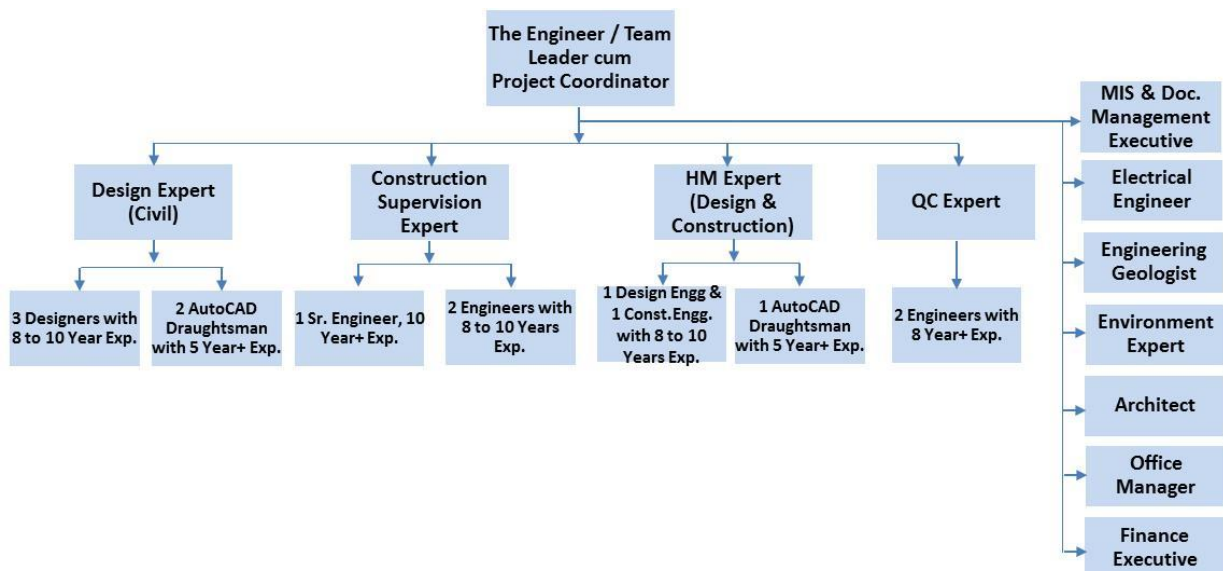 The Engineer / Team
Leader cum
Project Coordinator
MIS & Doc.
Management
Executive
Design Expert
(Civil)
Construction
Supervision
Expert
HM Expert
(Design &
Construction)
QC Expert
Electrical
Engineer
Engineering
Geologist
3 Designers with
8 to 10 Year Exp.
2 AutoCAD
Draughtsman
with 5 Year+ Exp.
1 Sr. Engineer, 10
Year+ Exp.
2 Engineers with
8 to 10 Years
Exp.
1 Design Engg &
1 Const.Engg.
with 8 to 10
Years Exp.
1 AutoCAD
Draughtsman
with 5 Year+ Exp.
2 Engineers with
8 Year+ Exp.
Environment
Expert
Architect
Office
Manager
Finance
Executive